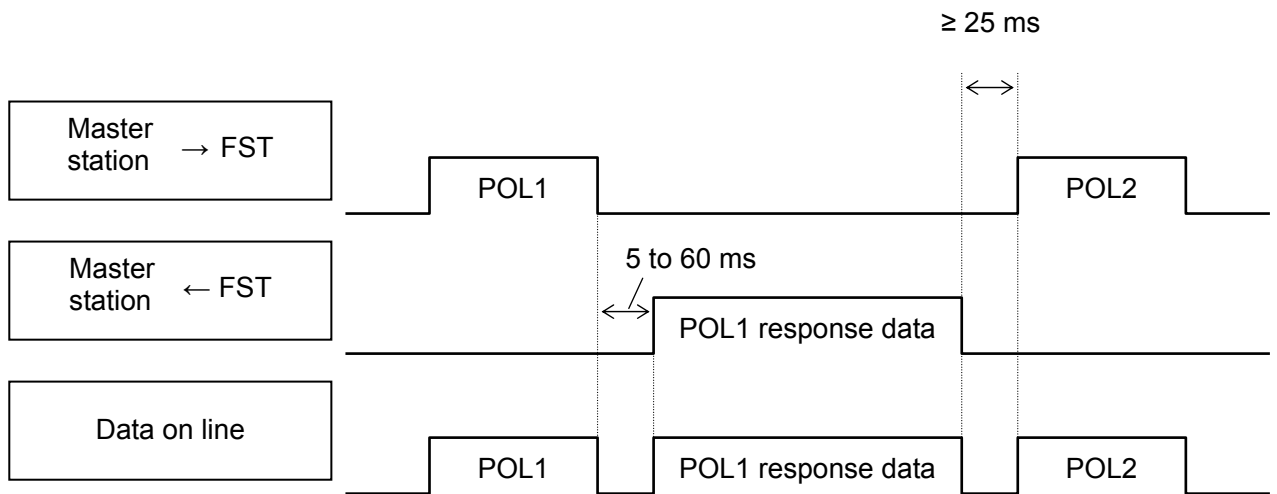 ≥ 25 ms
Master
station → FST
POL1
POL2
Master
station ← FST
5 to 60 ms
POL1 response data
Data on line
POL1
POL1 response data
POL2